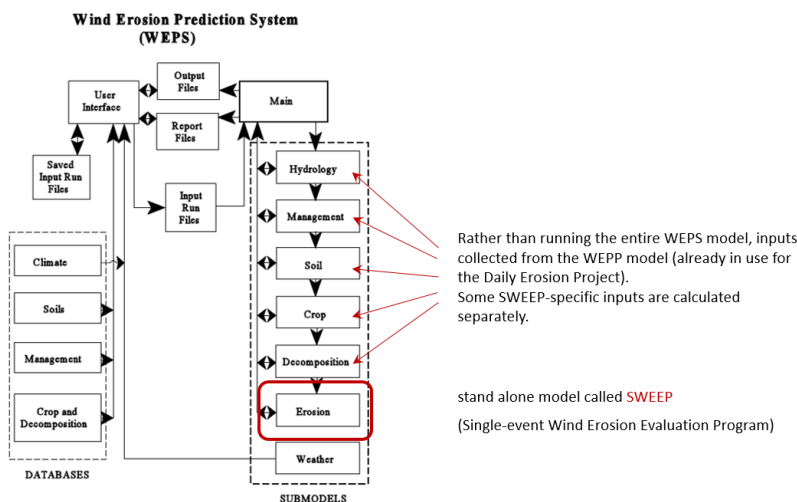 Wind Erosion Prediction System
(WEPS)
User
Interface
Output
Files
Main
Report
Files
Saved
Input Run
Files
Input
Run
Files
Hydrology
Management
Soil
Crop
Decomposition
Erosion
Weather
SUBMODELS
Climate
Soils
Management
Crop and
Decomposition
DATABASES
Rather than running the entire WEPS model, inputs
collected from the WEPP model (already in use for
the Daily Erosion Project).
Some SWEEP-specific inputs are calculated
separately.
stand alone model called SWEEP
(Single-event Wind Erosion Evaluation Program)